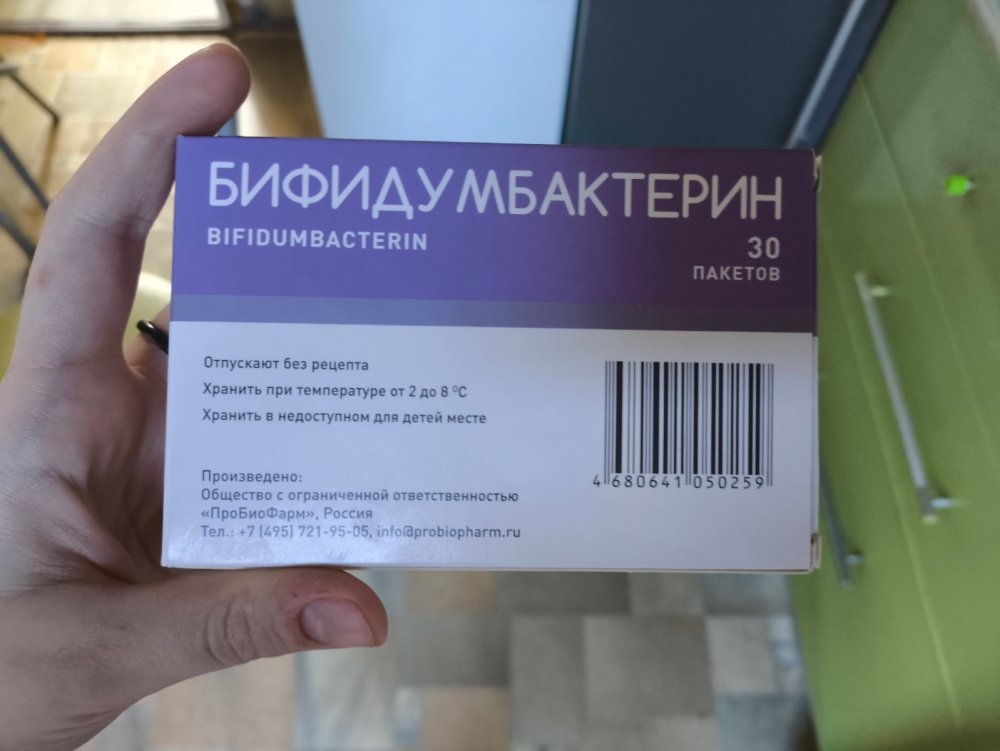 БИФИДУМБАКТЕРИН
BIFIDUMBACTERIN
30
ПАКЕТОВ
Отпускают без рецепта
Хранить при температуре от 2 до 8 °С
Хранить в недоступном для детей месте
Произведено:
Общество с ограниченной ответственностью
«ПроБиоФарм», Россия
Тел.: +7 (495) 721-95-05, info@probiopharm.ru
4 680641 050259